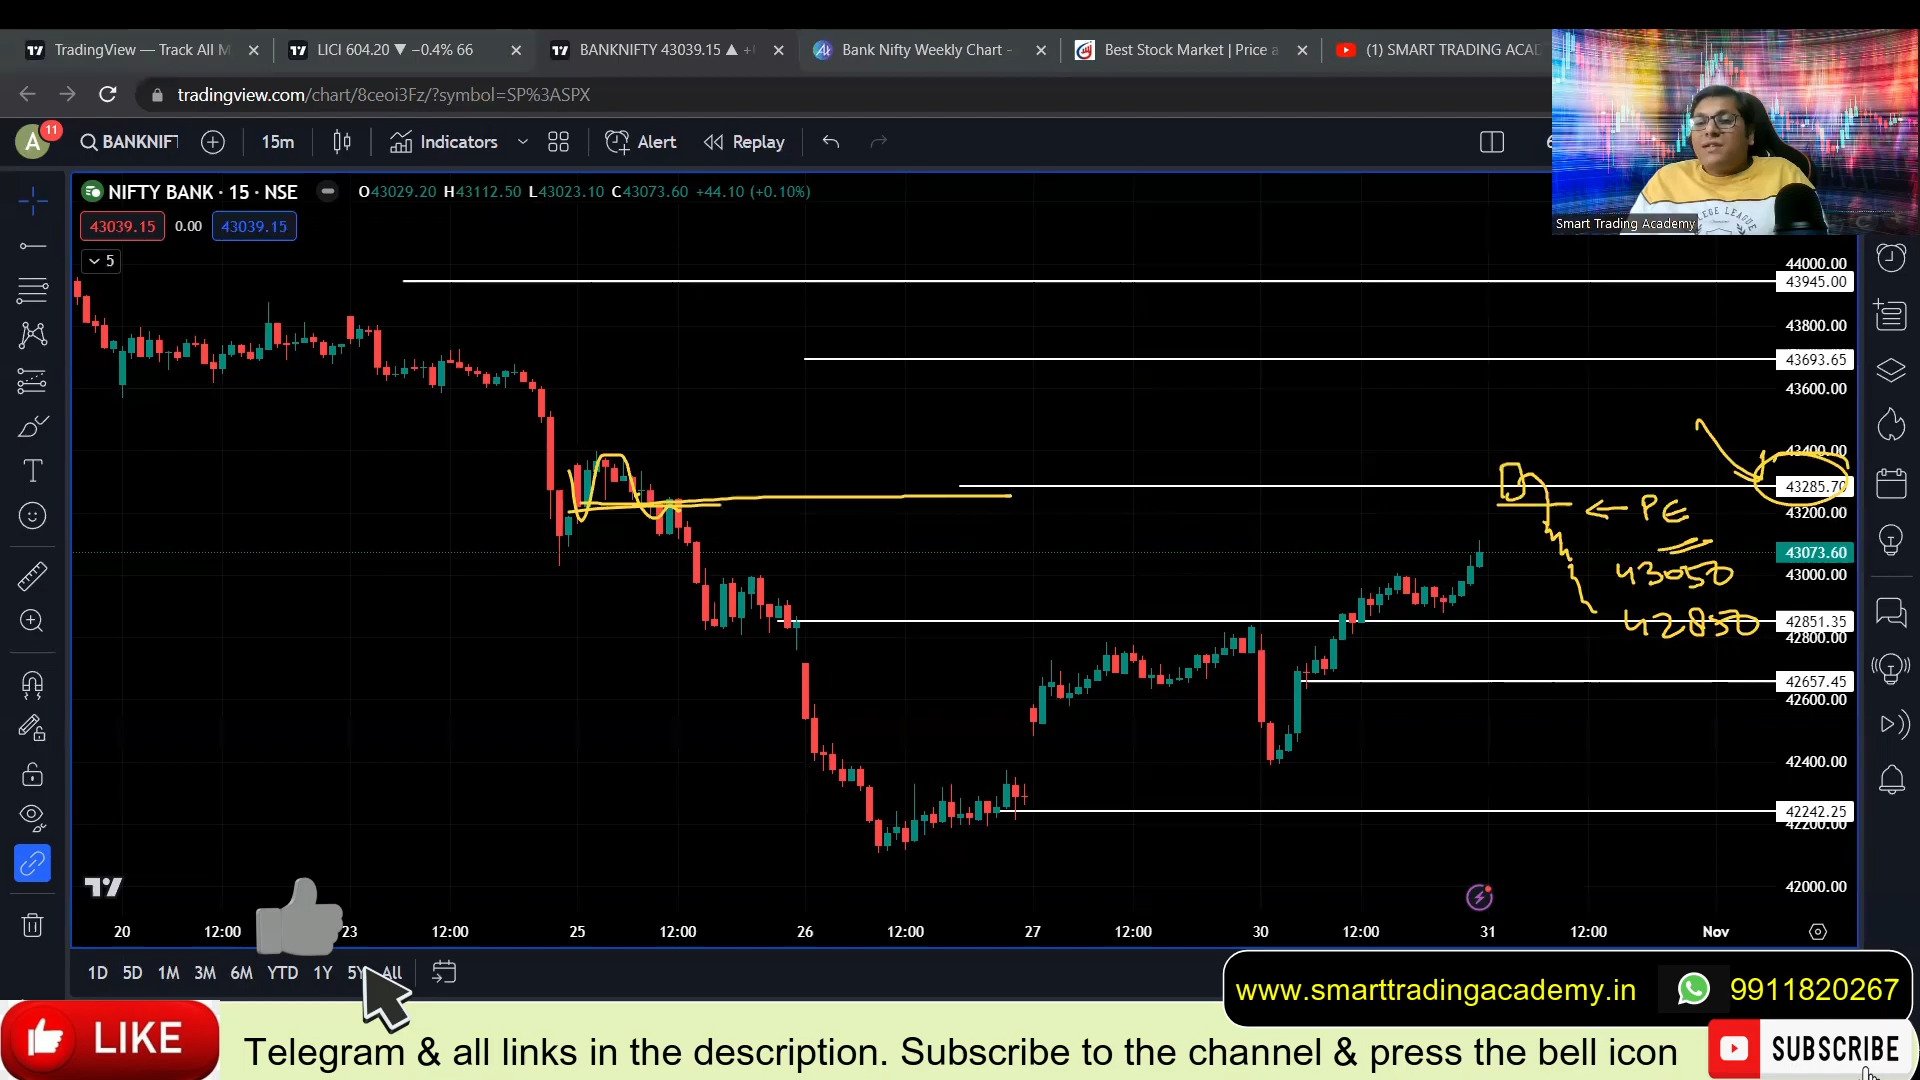 TradingView — Track All M
LICI 604.20 ▼ −0.4% 66
BANKNIFTY 43039.15 ▲ +
Bank Nifty Weekly Chart -
Best Stock Market | Price a
(1) SMART TRADING ACAD
tradingview.com/chart/8ceoi3Fz/?symbol=SP%3ASPX
A
11
BANKNIFT
15m
Indicators
Alert
Replay
Smart Trading Academy
NIFTY BANK · 15 · NSE
O43029.20 H43112.50 L43023.10 C43073.60 +44.10 (+0.10%)
43039.15
0.00
43039.15
5
44000.00
43945.00
43800.00
43693.65
43600.00
43400.00
43285.70
43200.00
43073.60
43000.00
42851.35
42800.00
42657.45
42600.00
42400.00
42242.25
42200.00
42000.00
PE
43050
42850
20
12:00
23
12:00
25
12:00
26
12:00
27
12:00
30
12:00
31
12:00
Nov
1D 5D 1M 3M 6M YTD 1Y 5Y All
www.smarttradingacademy.in
9911820267
LIKE
Telegram & all links in the description. Subscribe to the channel & press the bell icon
SUBSCRIBE